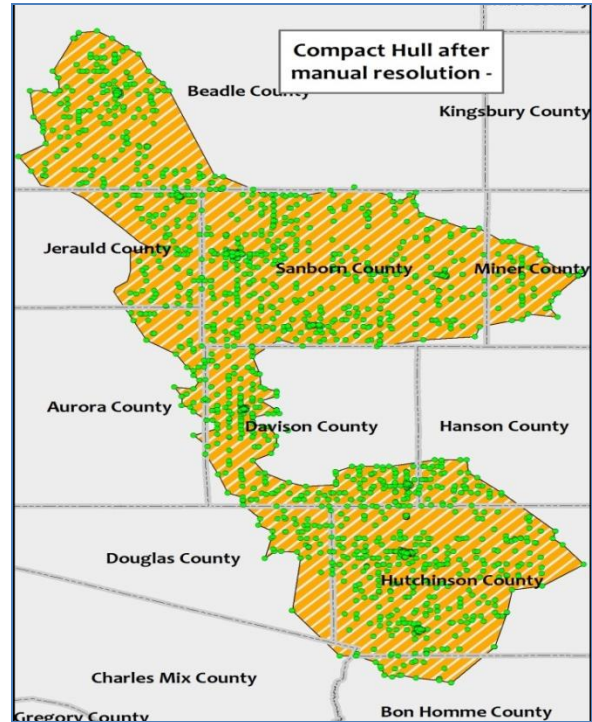 Compact Hull after
manual resolution -
Beadle County
Kingsbury County
Jerauld County
Sanborn County
Miner County
Aurora County
Davison County
Hanson County
Douglas County
Hutchinson County
Charles Mix County
Gregory County
Bon Homme County